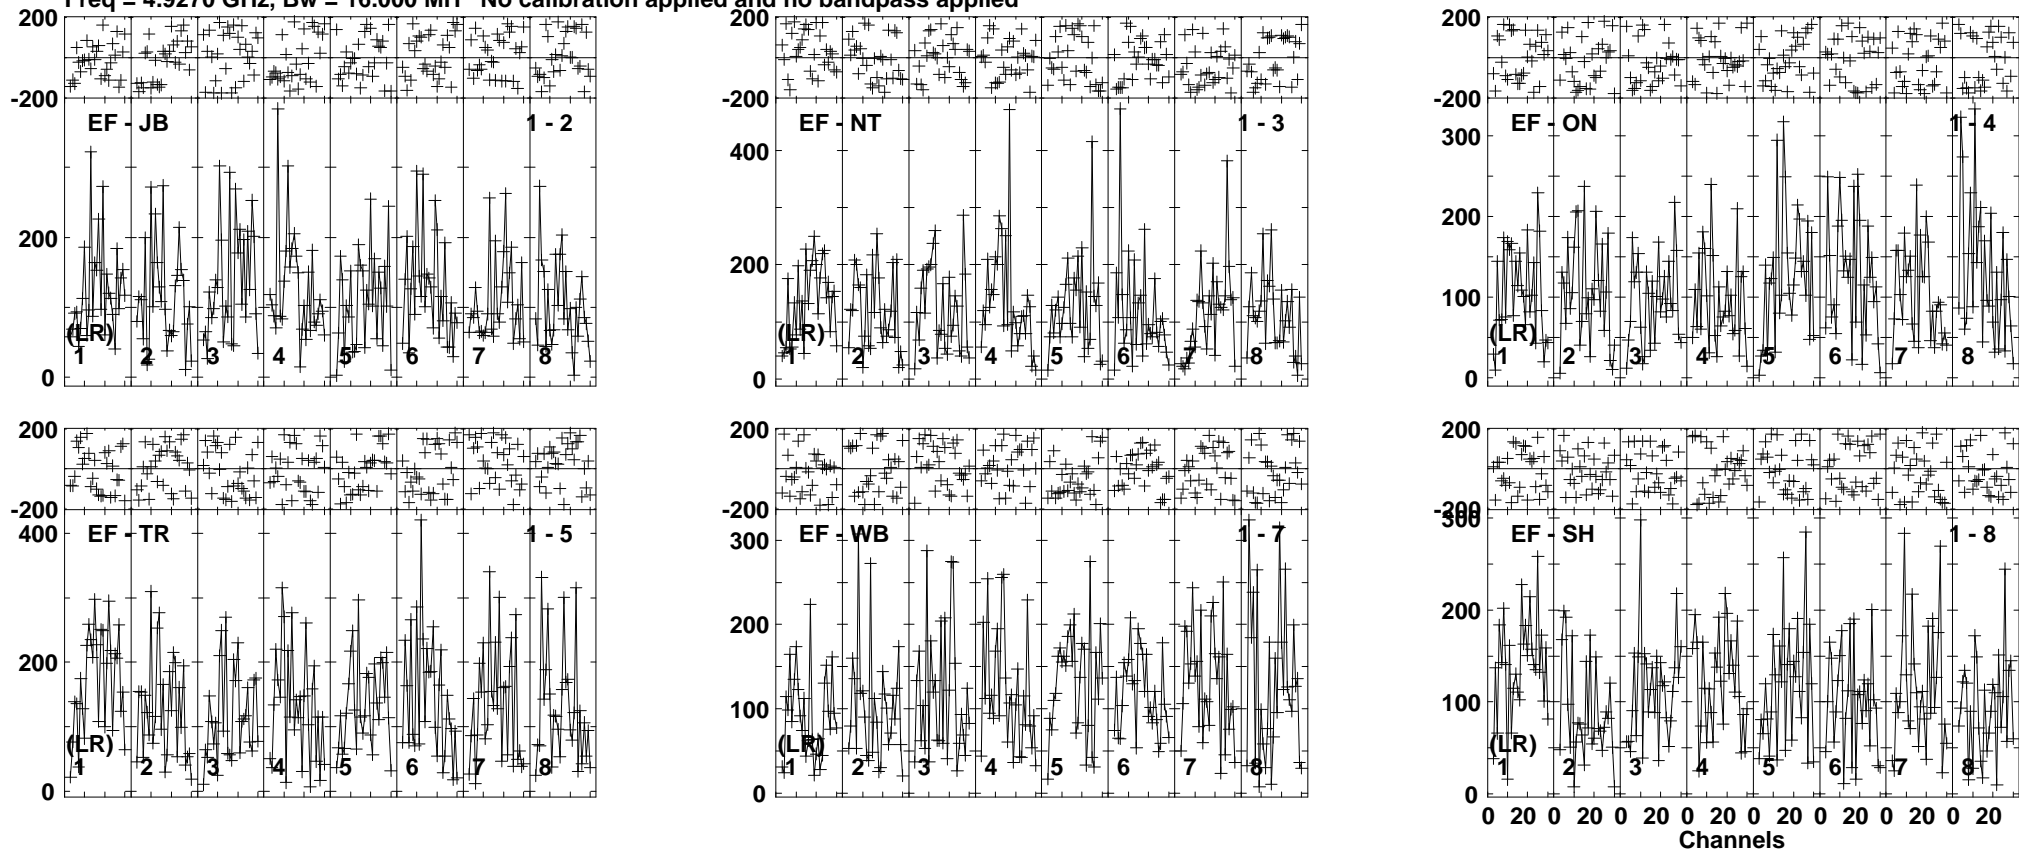 Freq = 4.9270 GHz, Bw = 16.000 MH No calibration applied and no bandpass applied
200 200 200
-200 -200 -200
EF - JB 1 - 2 EF - NT 1 - 3 EF - ON 1 - 4
400 300
200 200 200
100
(LR) (LR) (LR)
1 2 3 4 5 6 7 8 1 2 3 4 5 6 7 8 1 2 3 4 5 6 7 8
0 0 0
200 200 200
-200 -200 -200
400 300 300
EF - TR 1 - 5 EF - WB 1 - 7 EF - SH 1 - 8
200 200 200
100 100
(LR) (LR) (LR)
1 2 3 4 5 6 7 8 1 2 3 4 5 6 7 8 1 2 3 4 5 6 7 8
0 0 0
0 20 0 20 0 20 0 20 0 20 0 20 0 20 0 20
Channels